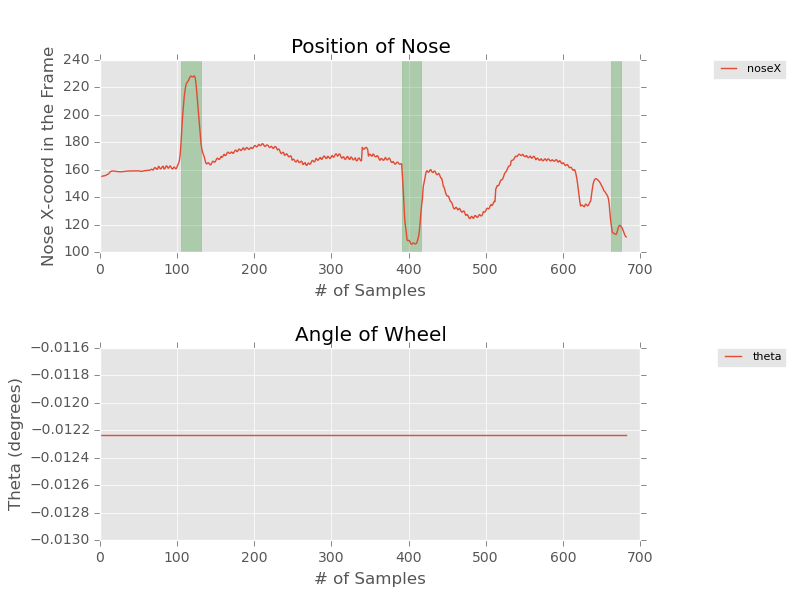 Position of Nose
Nose X-coord in the Frame
240
220
200
180
160
140
120
100
0 100 200 300 400 500 600 700
# of Samples
noseX
Angle of Wheel
Theta (degrees)
−0.0116
−0.0118
−0.0120
−0.0122
−0.0124
−0.0126
−0.0128
−0.0130
0 100 200 300 400 500 600 700
# of Samples
theta